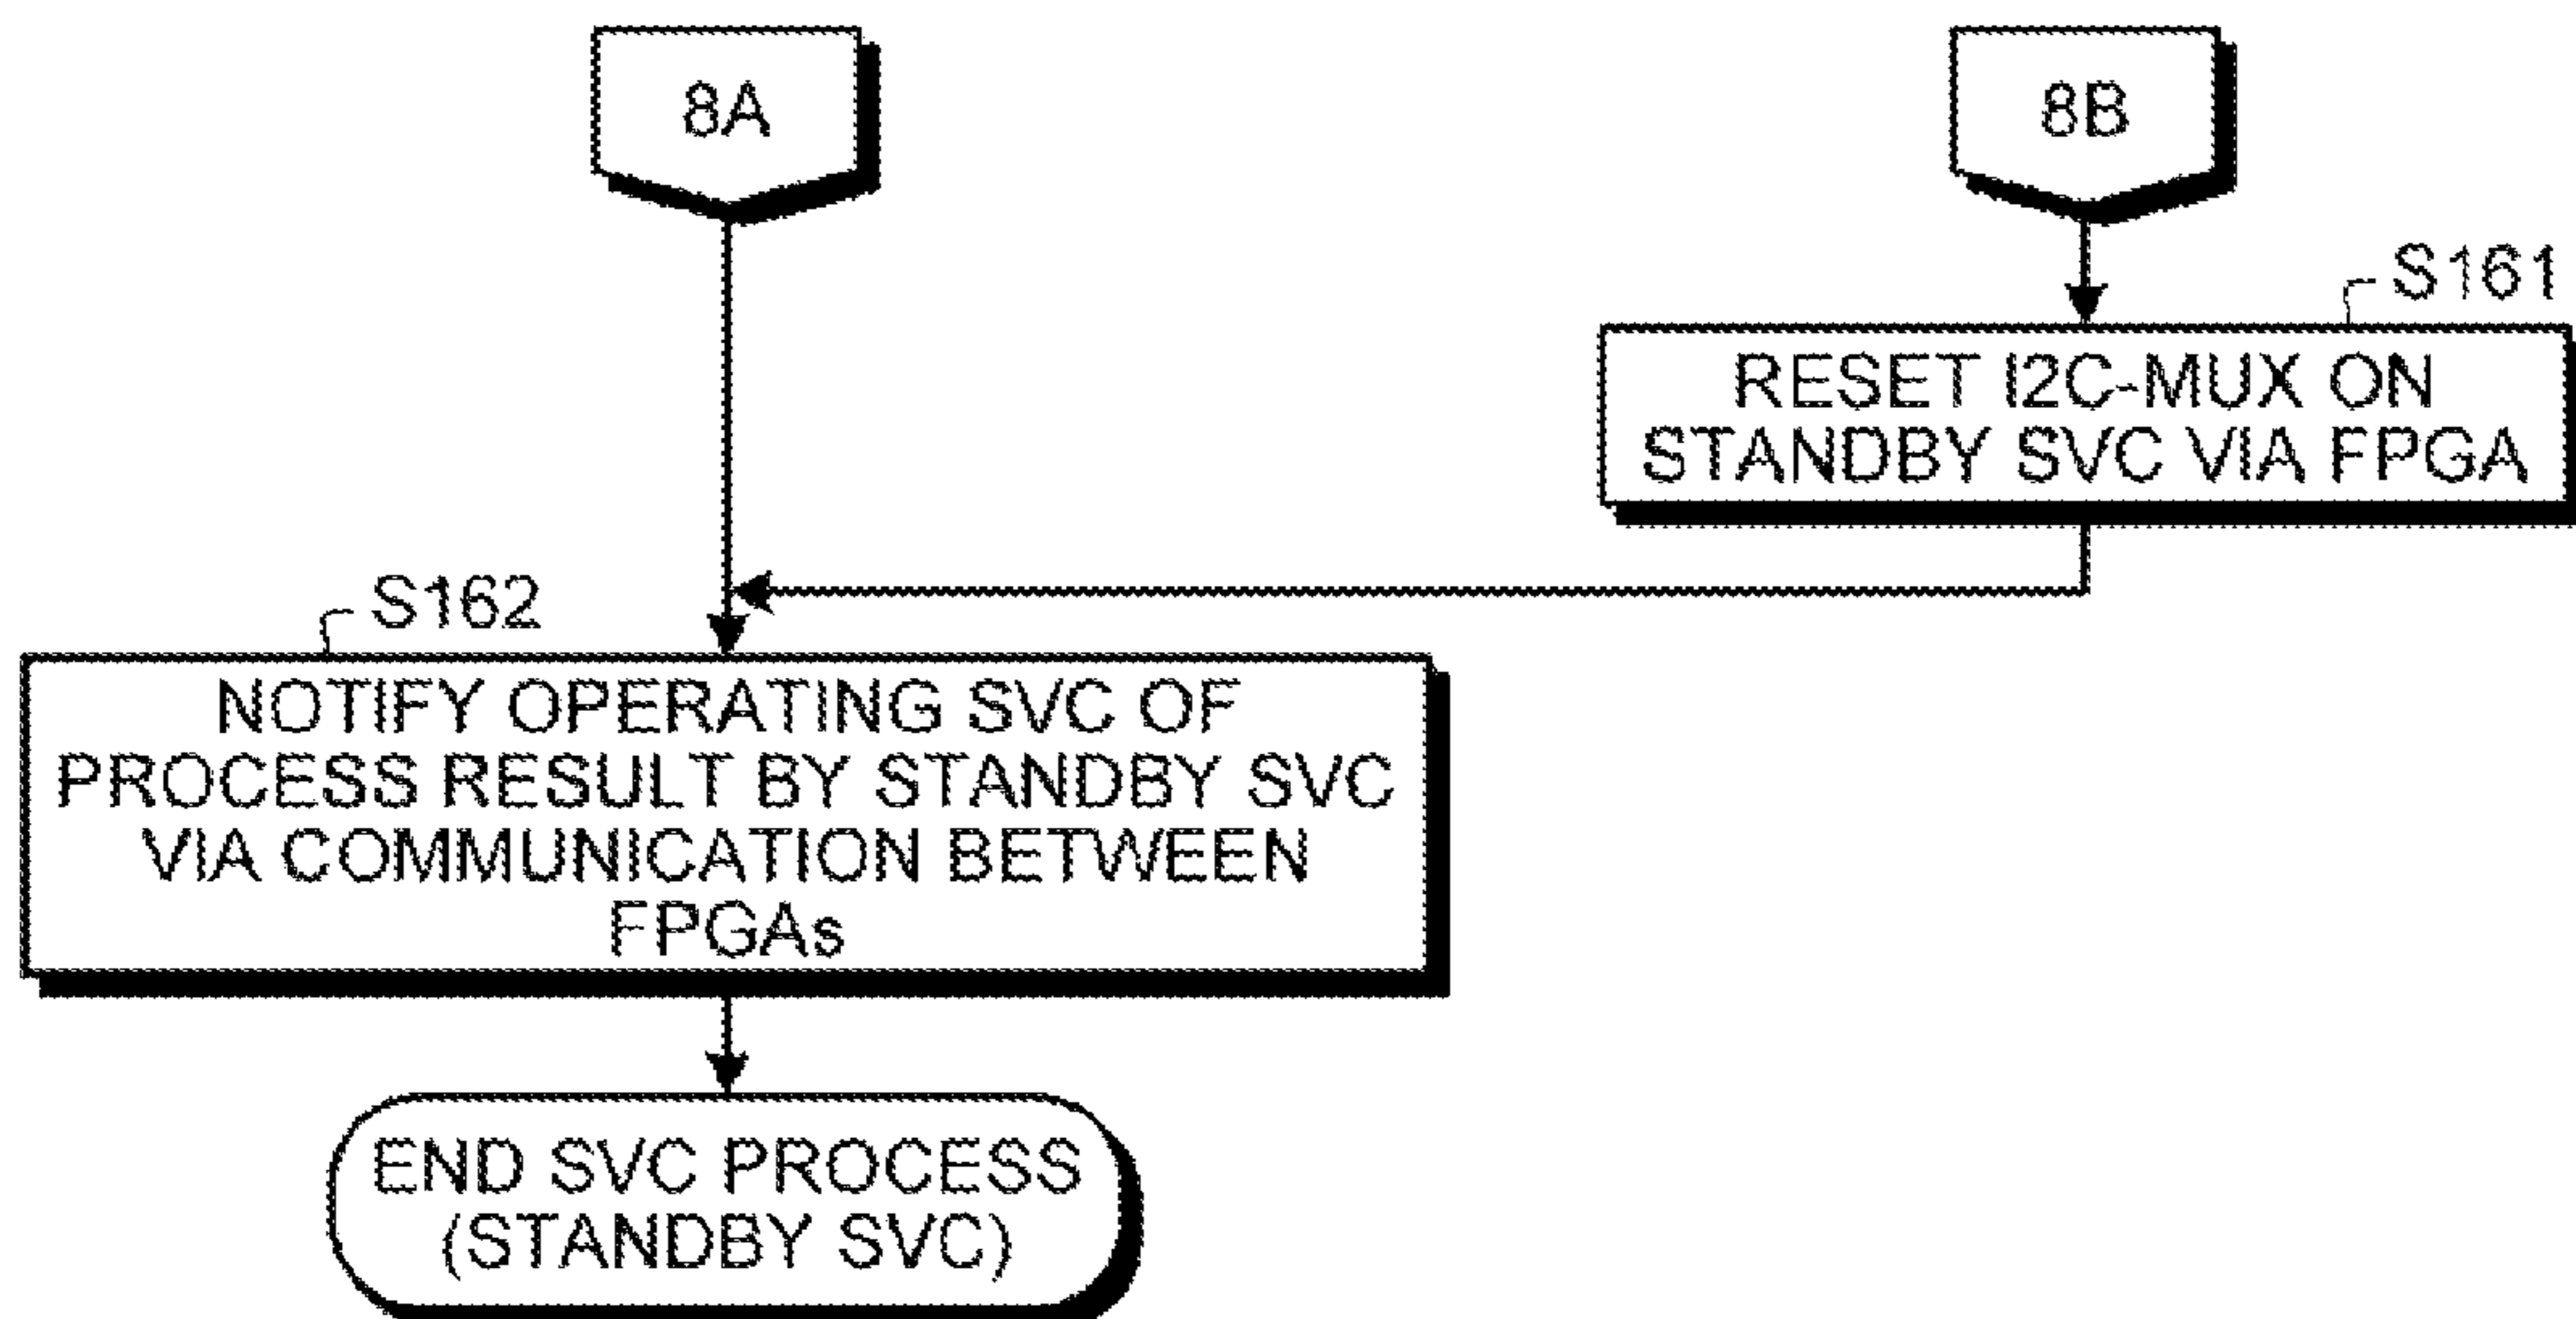 8A
8B
S161
RESET I2C-MUX ON
STANDBY SVC VIA FPGA
S162
NOTIFY OPERATING SVC OF
PROCESS RESULT BY STANDBY SVC
VIA COMMUNICATION BETWEEN
FPGAs
END SVC PROCESS
(STANDBY SVC)